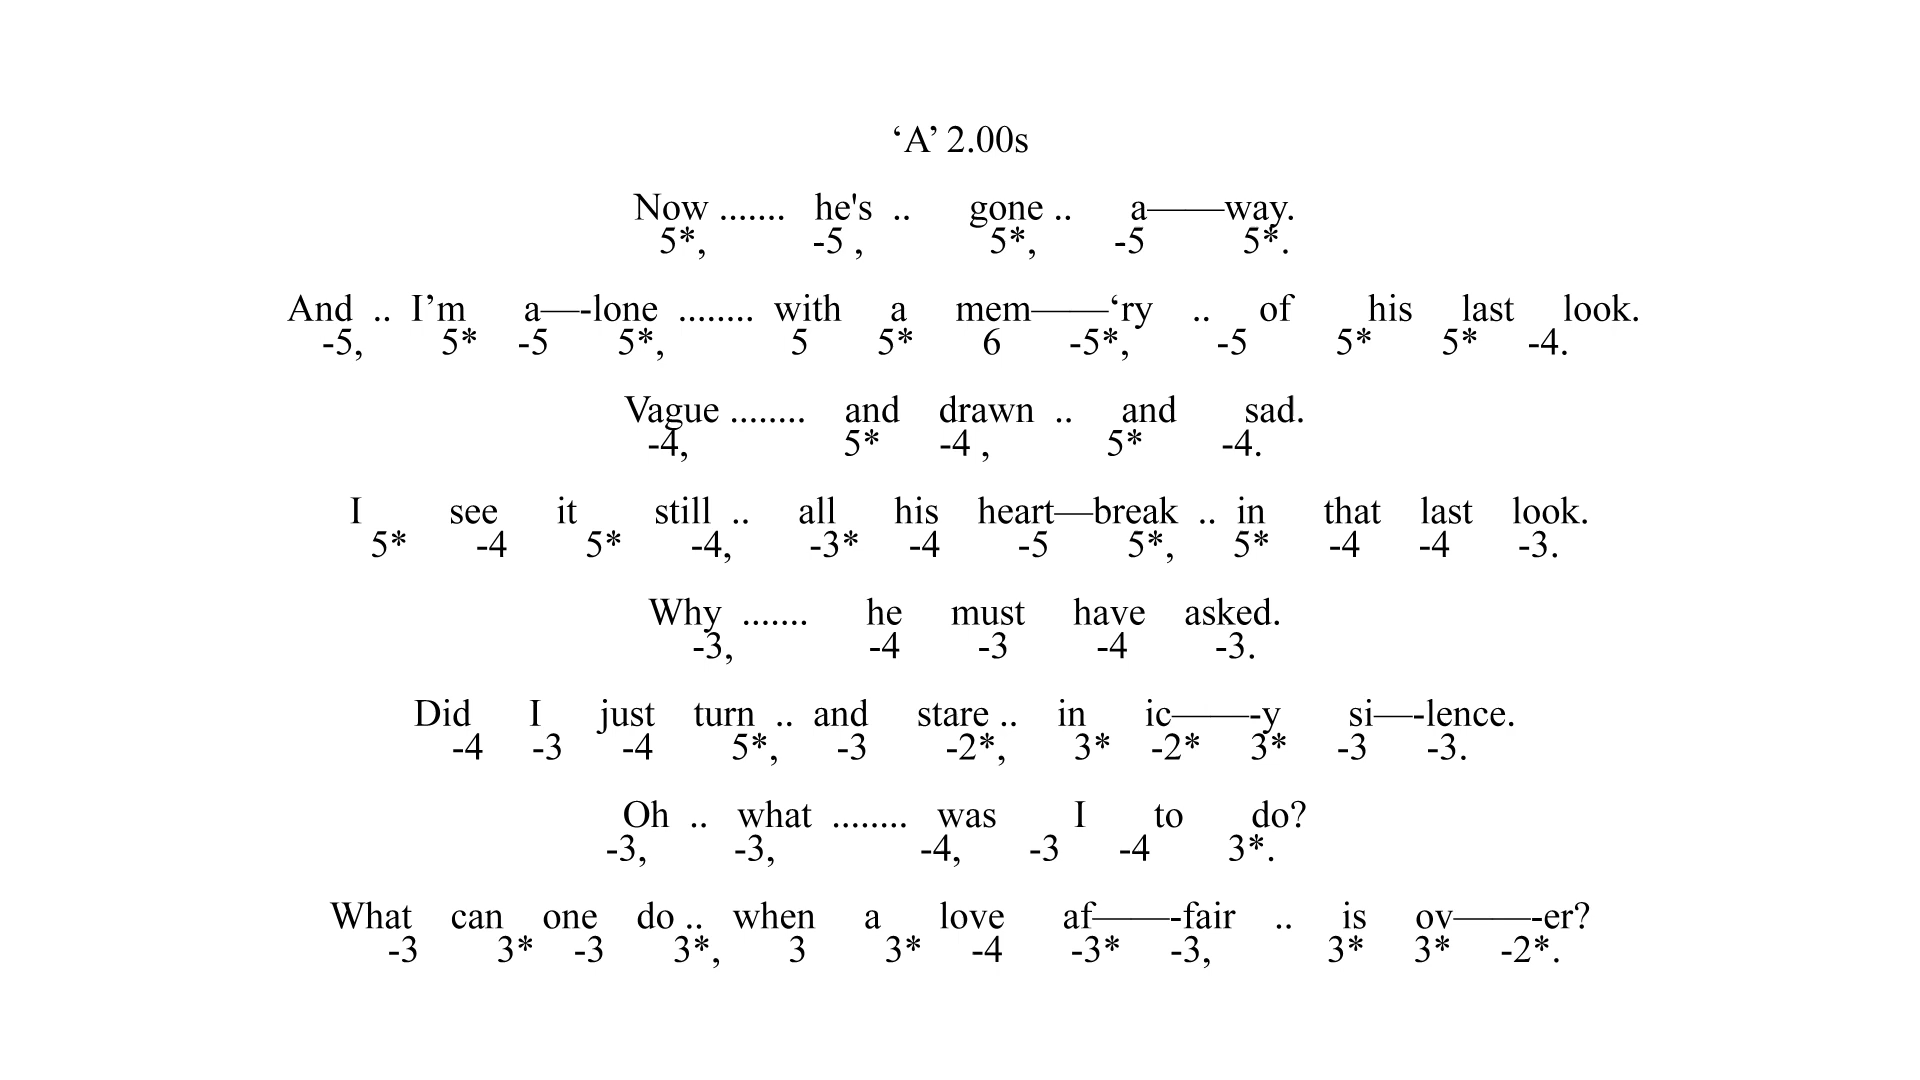 ‘A’ 2.00s
Now ....... he's .. gone .. a——way.
5*, -5 , 5*, -5 5*.
And .. I’m a—-lone ........ with a mem——‘ry .. of his last look.
-5, 5* -5 5*, 5 5* 6 -5*, -5 5* 5* -4.
Vague ........ and drawn .. and sad.
-4, 5* -4 , 5* -4.
I see it still .. all his heart—break .. in that last look.
5* -4 5* -4, -3* -4 -5 5*, 5* -4 -4 -3.
Why ....... he must have asked.
-3, -4 -3 -4 -3.
Did I just turn .. and stare .. in ic——-y si—-lence.
-4 -3 -4 5*, -3 -2*, 3* -2* 3* -3 -3.
Oh .. what ........ was I to do?
-3, -3, -4, -3 -4 3*.
What can one do .. when a love af——-fair .. is ov——-er?
-3 3* -3 3*, 3 3* -4 -3* -3, 3* 3* -2*.